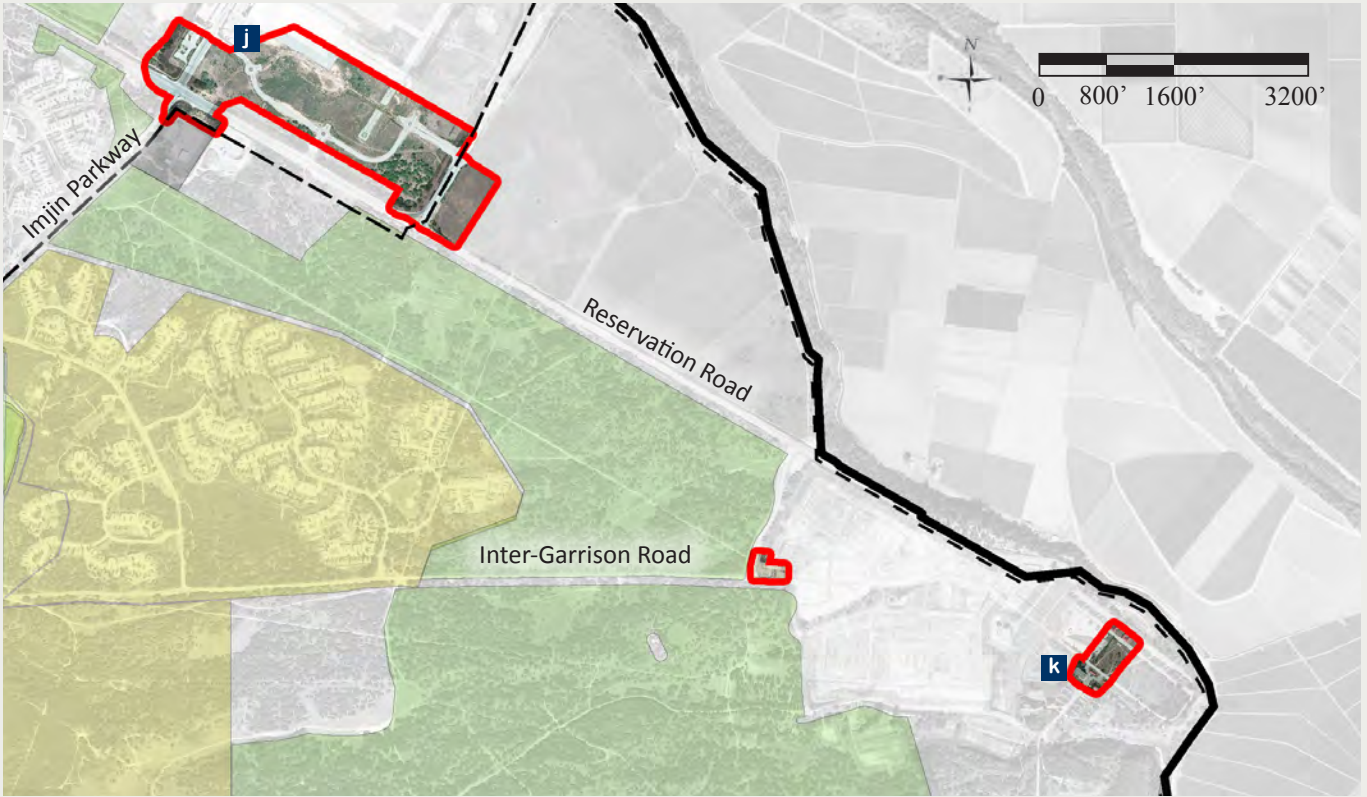 j
N
0 800' 1600' 3200'
Imjin Parkway
Reservation Road
Inter-Garrison Road
k